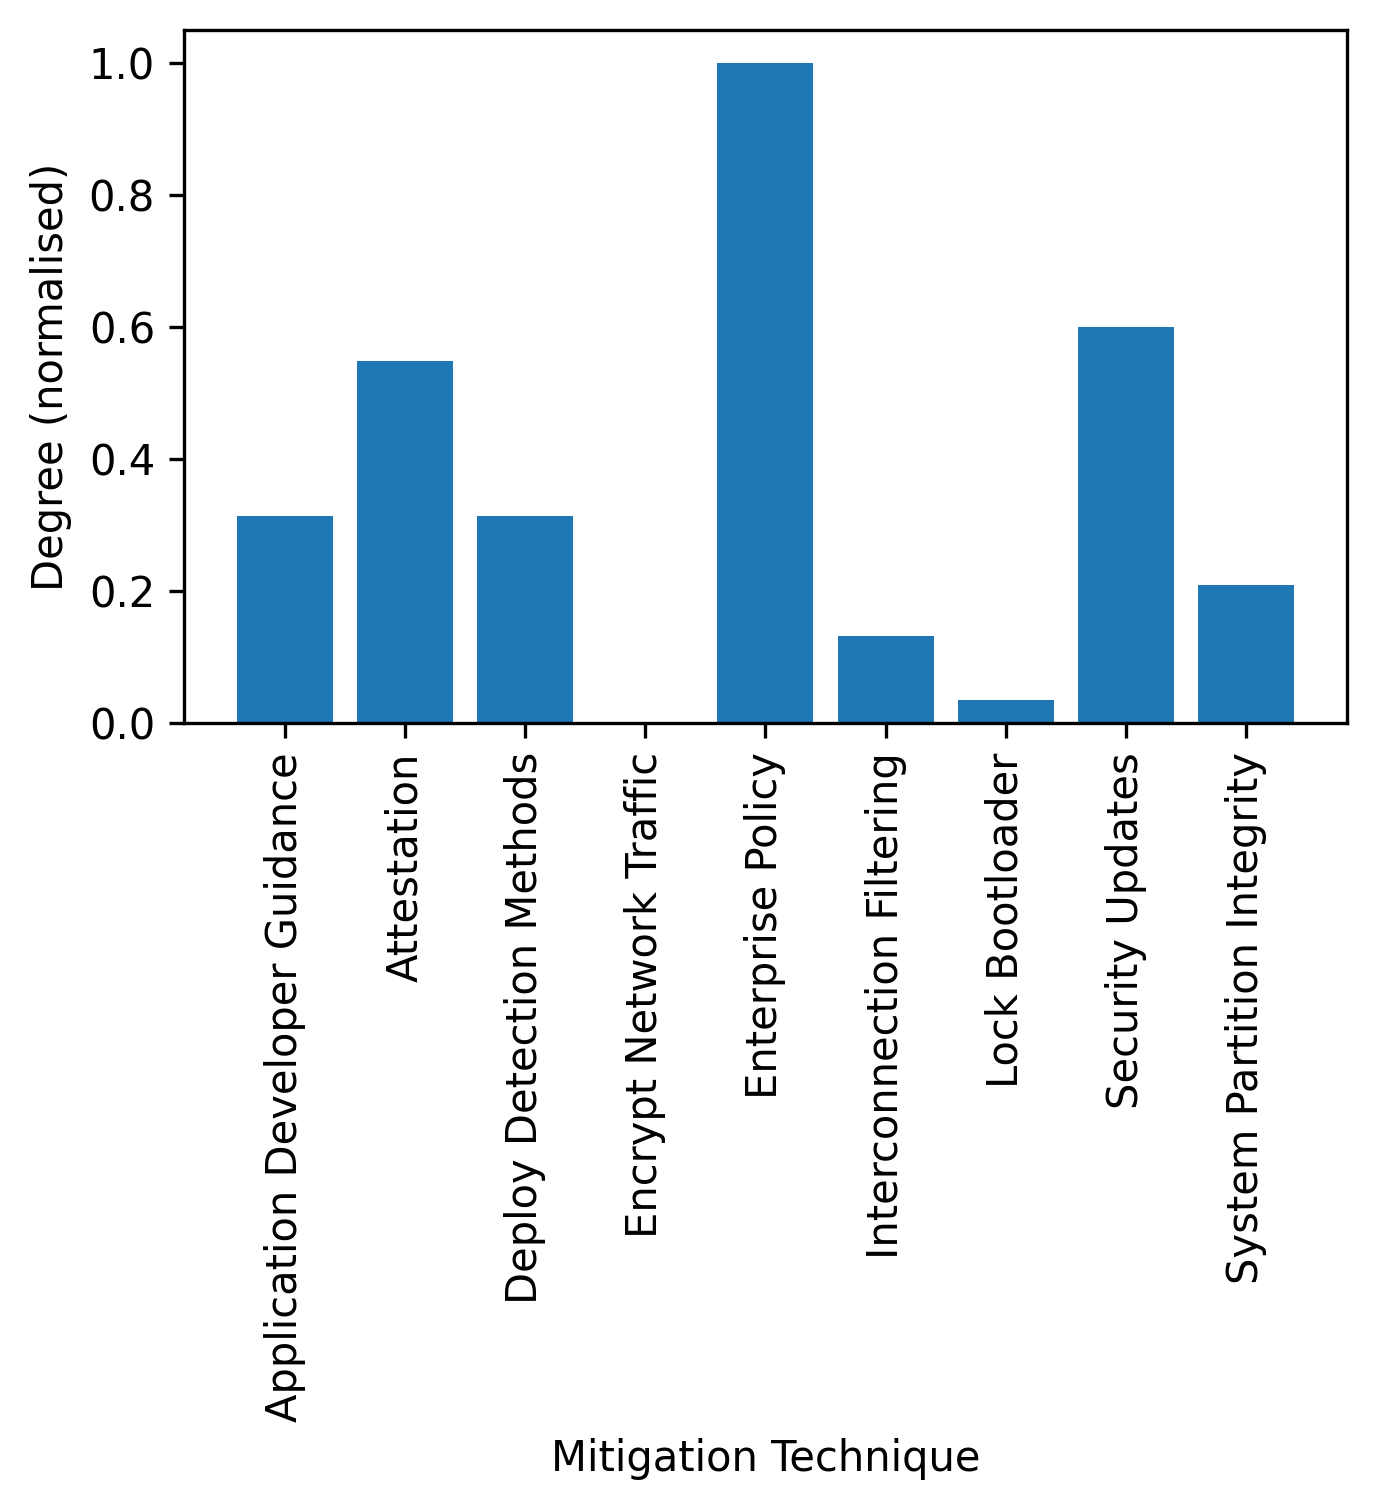 Degree (normalised)
1.0
0.8
0.6
0.4
0.2
0.0
Application Developer Guidance
Attestation
Deploy Detection Methods
Encrypt Network Traffic
Enterprise Policy
Interconnection Filtering
Lock Bootloader
Security Updates
System Partition Integrity
Mitigation Technique